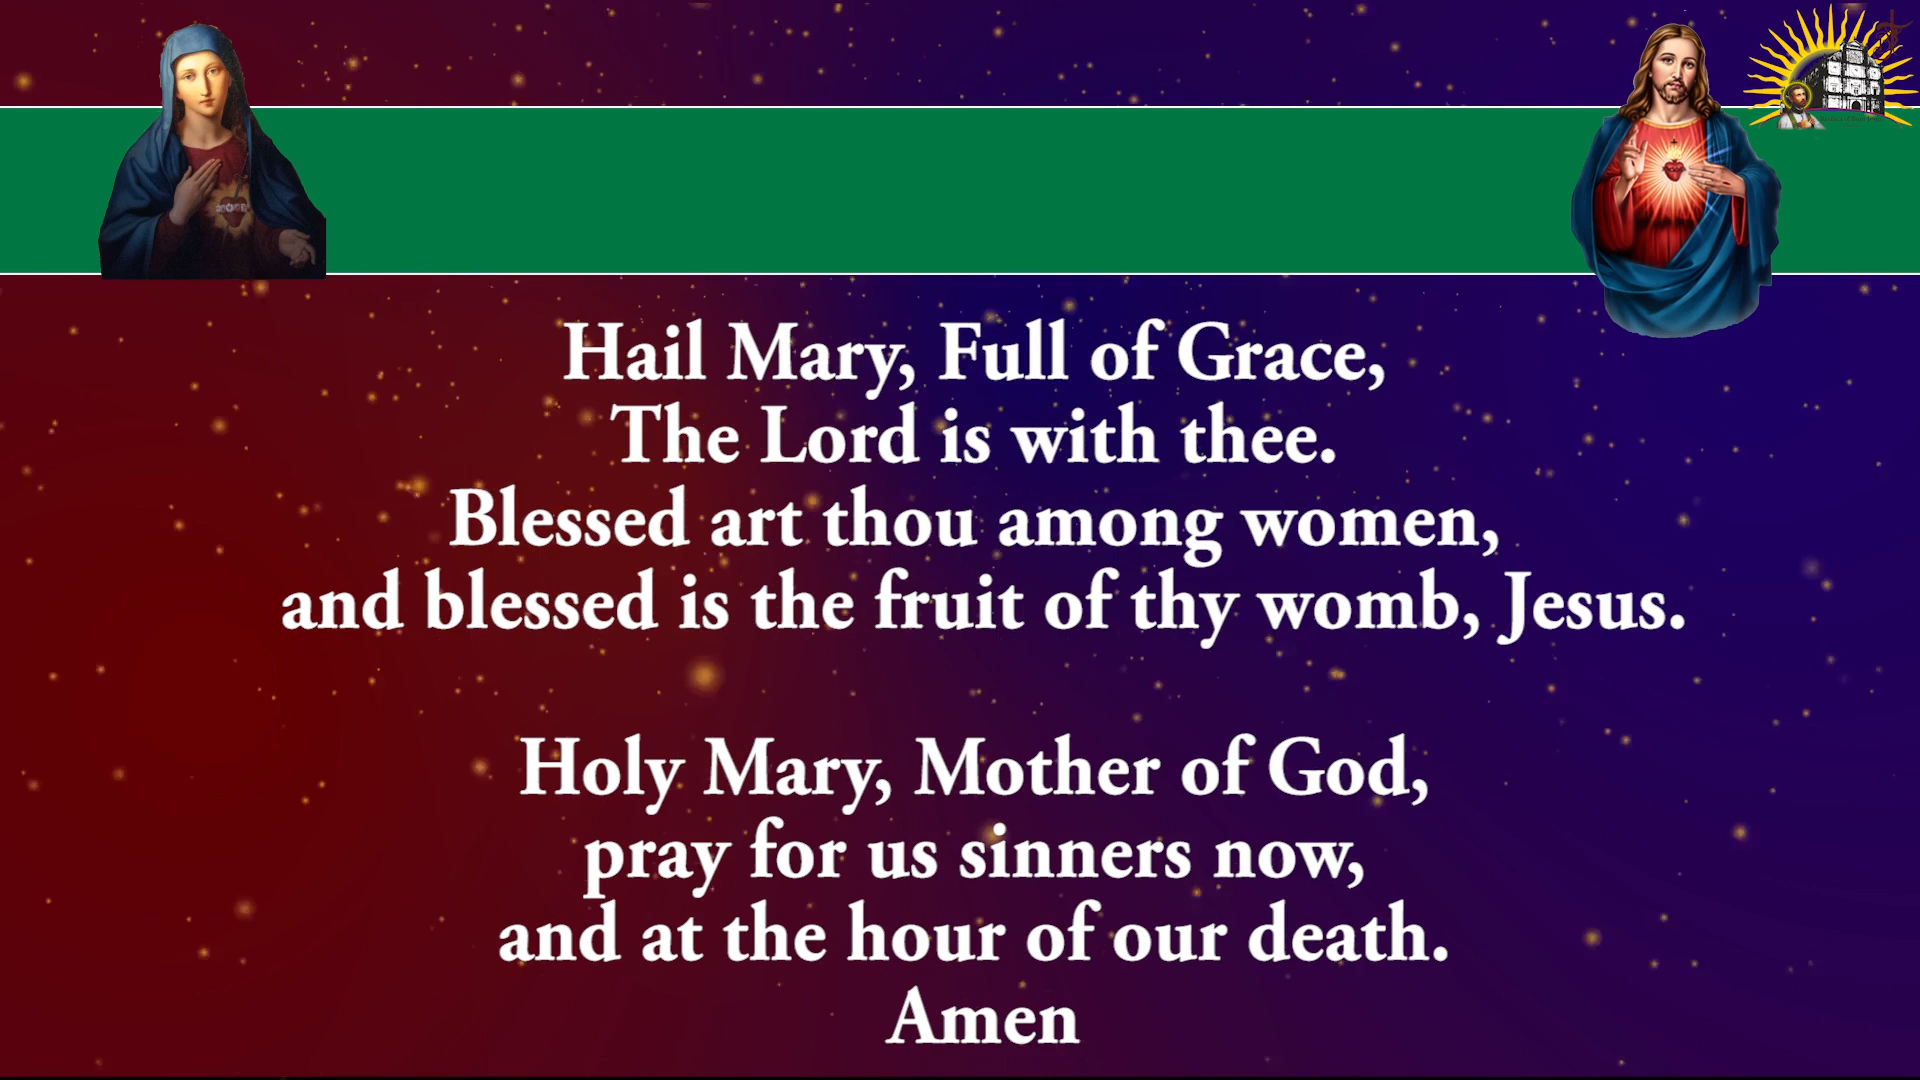 Hail Mary, Full of Grace,
The Lord is with thee.
Blessed art thou among women,
and blessed is the fruit of thy womb, Jesus.
Holy Mary, Mother of God,
pray for us sinners now,
and at the hour of our death.
Amen